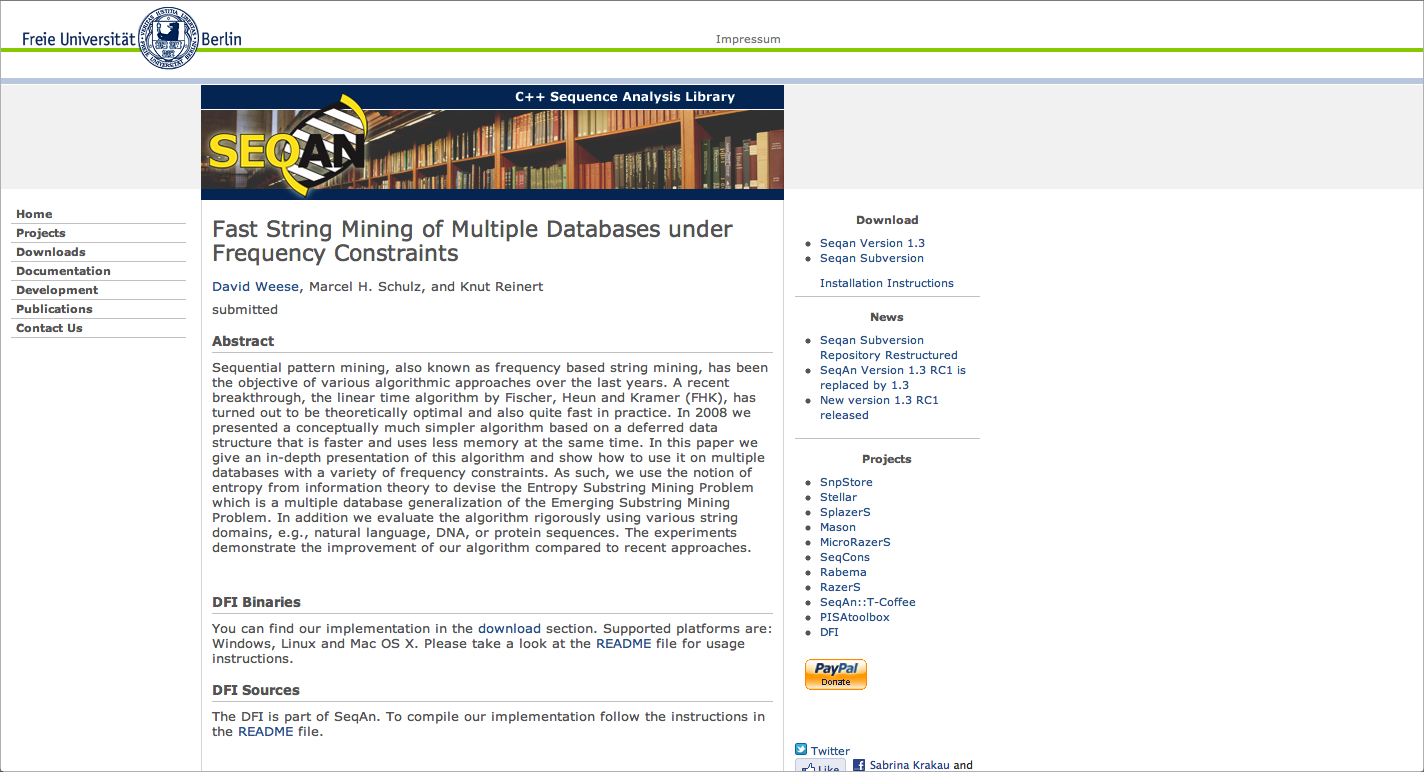 Freie Universität Berlin
Impressum
C++ Sequence Analysis Library
SEQAN
Home
Projects
Downloads
Documentation
Development
Publications
Contact Us
Fast String Mining of Multiple Databases under
Frequency Constraints
David Weese, Marcel H. Schulz, and Knut Reinert
submitted
Abstract
Sequential pattern mining, also known as frequency based string mining, has been
the objective of various algorithmic approaches over the last years. A recent
breakthrough, the linear time algorithm by Fischer, Heun and Kramer (FHK), has
turned out to be theoretically optimal and also quite fast in practice. In 2008 we
presented a conceptually much simpler algorithm based on a deferred data
structure that is faster and uses less memory at the same time. In this paper we
give an in-depth presentation of this algorithm and show how to use it on multiple
databases with a variety of frequency constraints. As such, we use the notion of
entropy from information theory to devise the Entropy Substring Mining Problem
which is a multiple database generalization of the Emerging Substring Mining
Problem. In addition we evaluate the algorithm rigorously using various string
domains, e.g., natural language, DNA, or protein sequences. The experiments
demonstrate the improvement of our algorithm compared to recent approaches.
DFI Binaries
You can find our implementation in the download section. Supported platforms are:
Windows, Linux and Mac OS X. Please take a look at the README file for usage
instructions.
DFI Sources
The DFI is part of SeqAn. To compile our implementation follow the instructions in
the README file.
Download
Seqan Version 1.3
Seqan Subversion
Installation Instructions
News
Seqan Subversion
Repository Restructured
SeqAn Version 1.3 RC1 is
replaced by 1.3
New version 1.3 RC1
released
Projects
SnpStore
Stellar
SplazerS
Mason
MicroRazerS
SeqCons
Rabema
RazerS
SeqAn::T-Coffee
PISAtoolbox
DFI
PayPal
Donate
Twitter
Like
Sabrina Krakau and